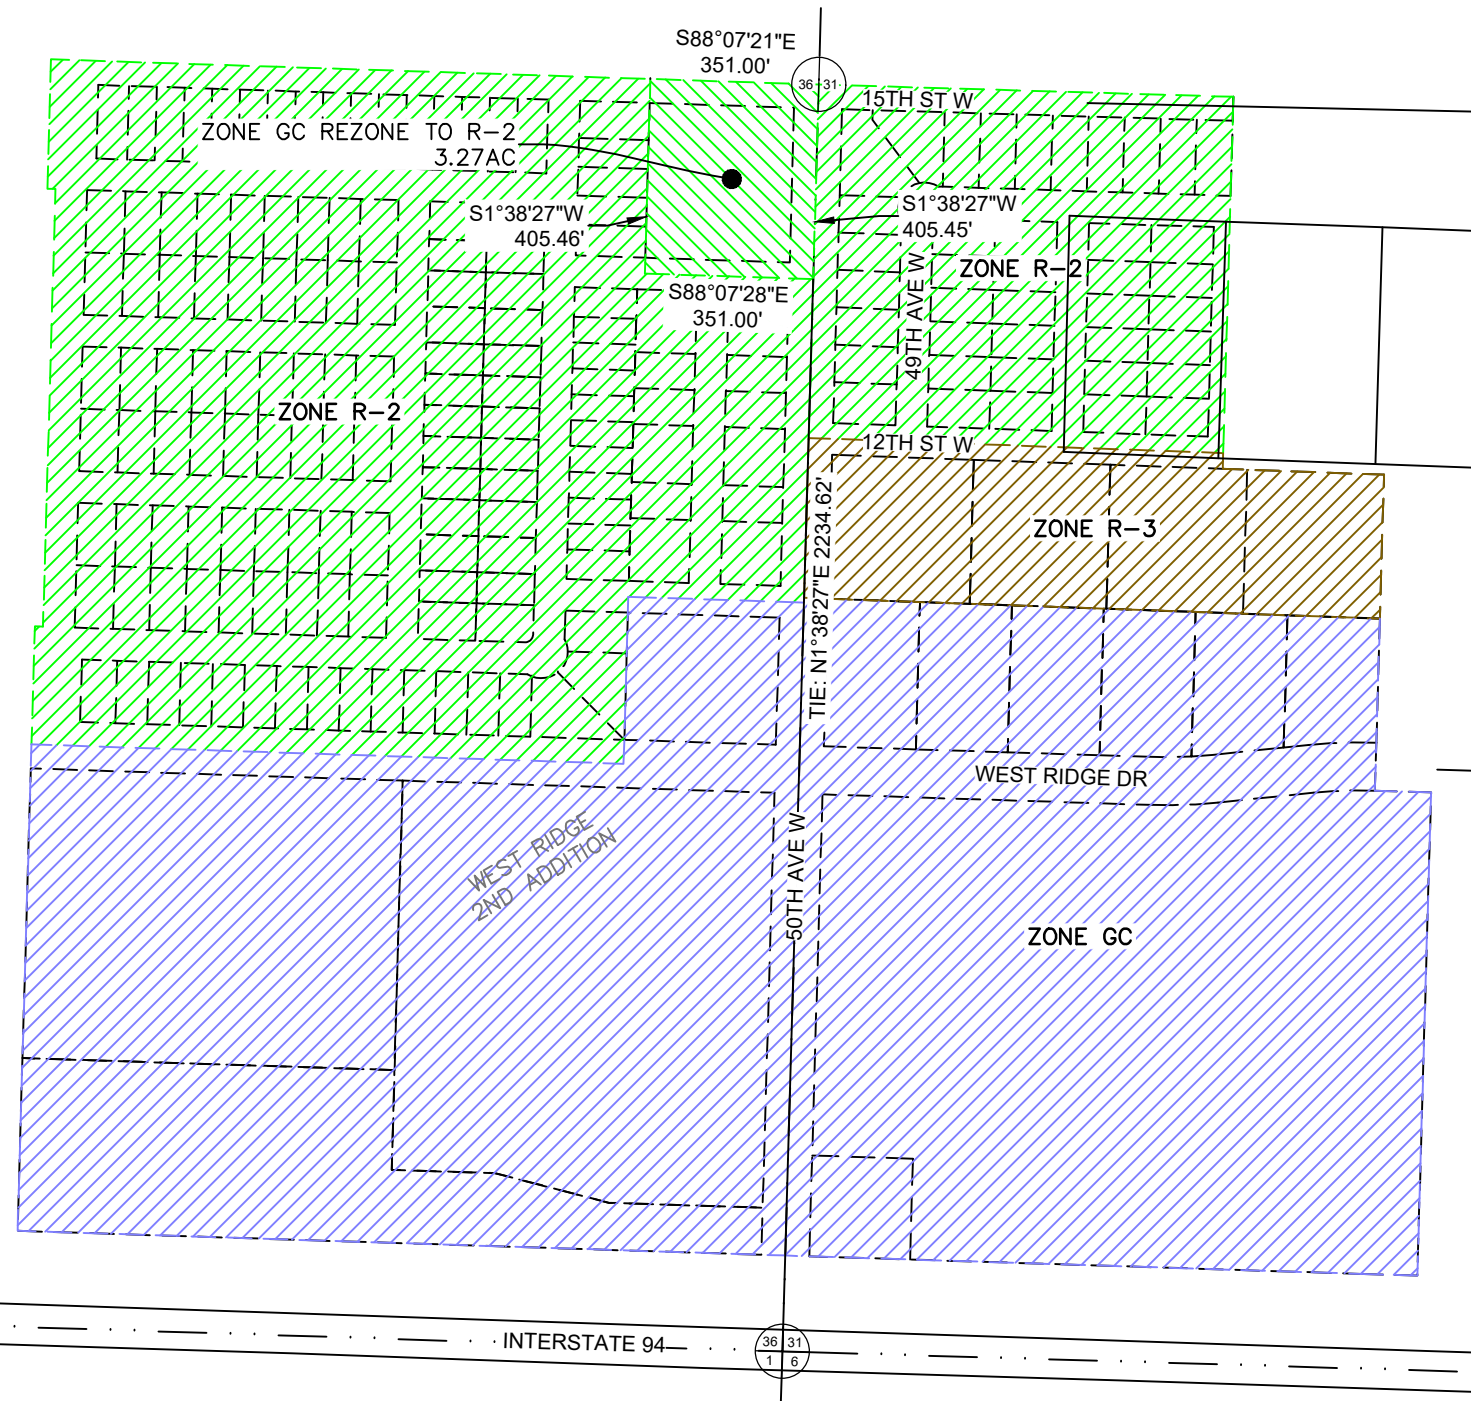 S88°07'21"E
351.00'
36 31
15TH ST W
ZONE GC REZONE TO R-2
3.27AC
S1°38'27"W
405.46'
S1°38'27"W
405.45'
ZONE R-2
S88°07'28"E
351.00'
49TH AVE W
ZONE R-2
12TH ST W
ZONE R-3
TIE: N1°38'27"E 2234.62'
WEST RIDGE DR
WEST RIDGE
2ND ADDITION
50TH AVE W
ZONE GC
INTERSTATE 94
36 31
1 6